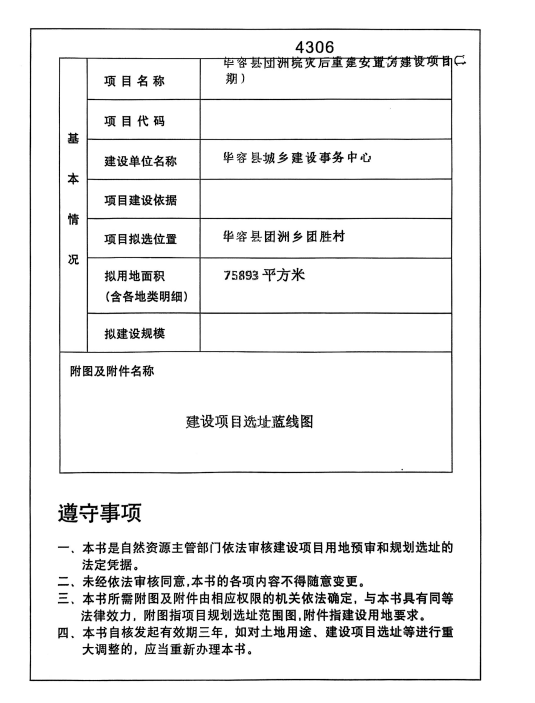 4306
华容县团洲垸灾后重建安置房建设项目(二
项目名称
期)
项目代码
基本情况
建设单位名称
华容县城乡建设事务中心
项目建设依据
项目拟选位置
华容县团洲乡团胜村
拟用地面积
(含各地类明细)
75893 平方米
拟建设规模
附图及附件名称
建设项目选址蓝线图
遵守事项
一、本书是自然资源主管部门依法审核建设项目用地预审和规划选址的
法定凭据。
二、未经依法审核同意,本书的各项内容不得随意变更。
三、本书所需附图及附件由相应权限的机关依法确定，与本书具有同等
法律效力，附图指项目规划选址范围图,附件指建设用地要求。
四、本书自核发起有效期三年，如对土地用途、建设项目选址等进行重
大调整的，应当重新办理本书。